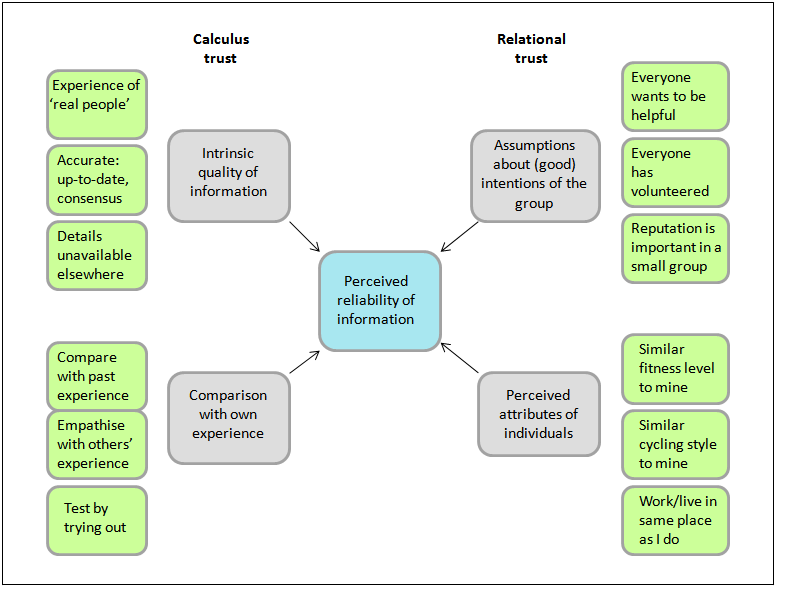 Calculus
trust
Relational
trust
Experience of
‘real people’
Accurate:
up-to-date,
consensus
Details
unavailable
elsewhere
Intrinsic
quality of
information
Assumptions
about (good)
intentions of the
group
Everyone
wants to be
helpful
Everyone
has
volunteered
Reputation is
important in a
small group
Perceived
reliability of
information
Compare
with past
experience
Empathise
with others’
experience
Test by
trying out
Comparison
with own
experience
Perceived
attributes of
individuals
Similar
fitness level
to mine
Similar
cycling style
to mine
Work/live in
same place
as I do